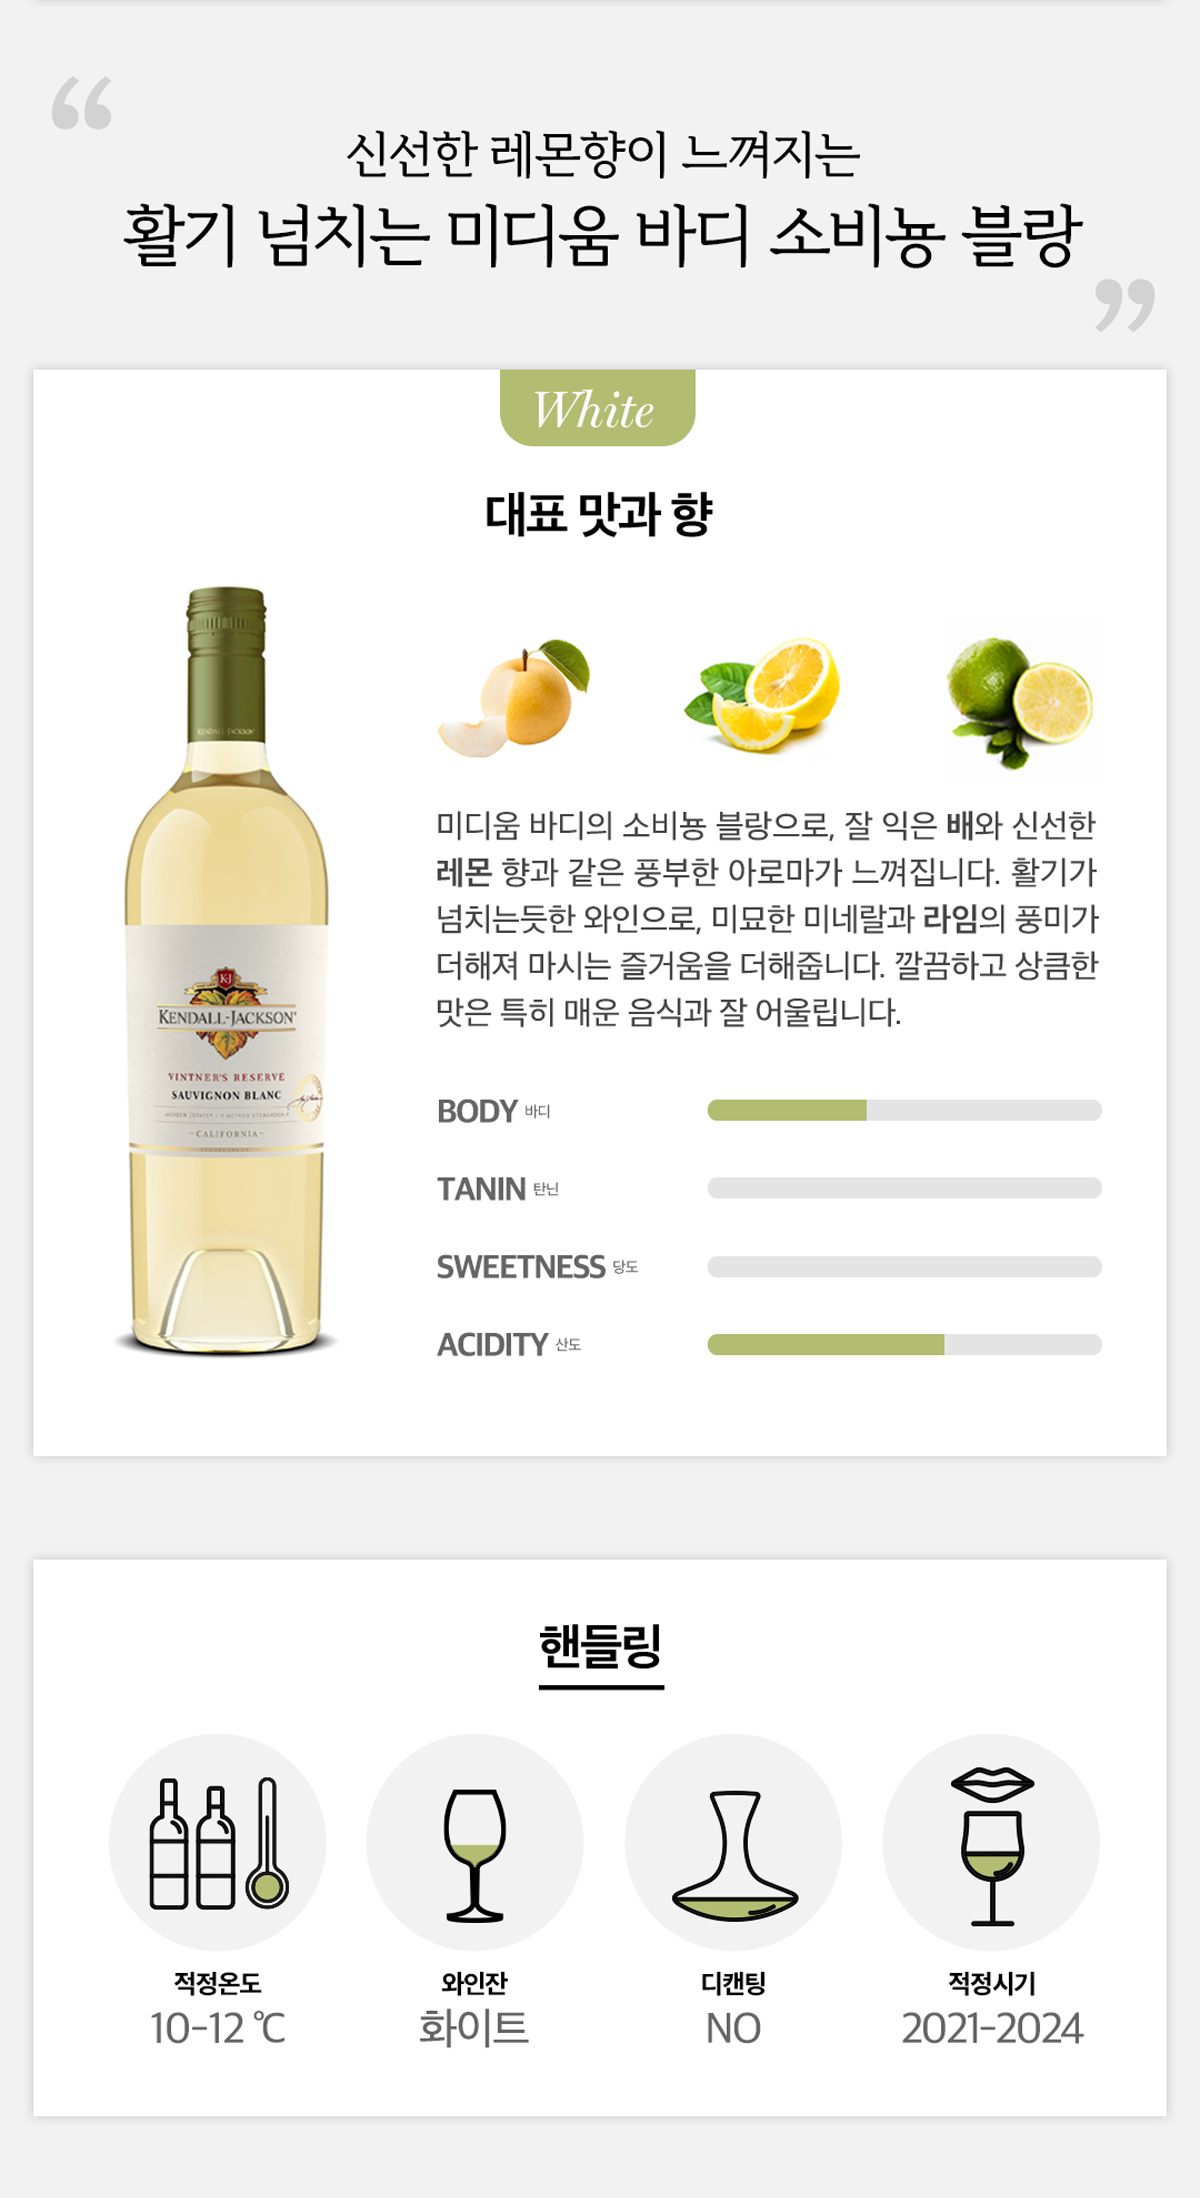 “
신선한 레몬향이 느껴지는
활기 넘치는 미디움 바디 소비뇽 블랑
”
White
대표 맛과 향
KENDALL-JACKSON
K·J
KENDALL-JACKSON
VINTNER'S RESERVE
SAUVIGNON BLANC
JACKSON ESTATE
-CALIFORNIA-
미디움 바디의 소비뇽 블랑으로, 잘 익은 배와 신선한
레몬 향과 같은 풍부한 아로마가 느껴집니다. 활기가
넘치는듯한 와인으로, 미묘한 미네랄과 라임의 풍미가
더해져 마시는 즐거움을 더해줍니다. 깔끔하고 상큼한
맛은 특히 매운 음식과 잘 어울립니다.
BODY 바디
TANIN 탄닌
SWEETNESS 당도
ACIDITY 산도
핸들링
적정온도
10-12 ℃
와인잔
화이트
디캔팅
NO
적정시기
2021-2024